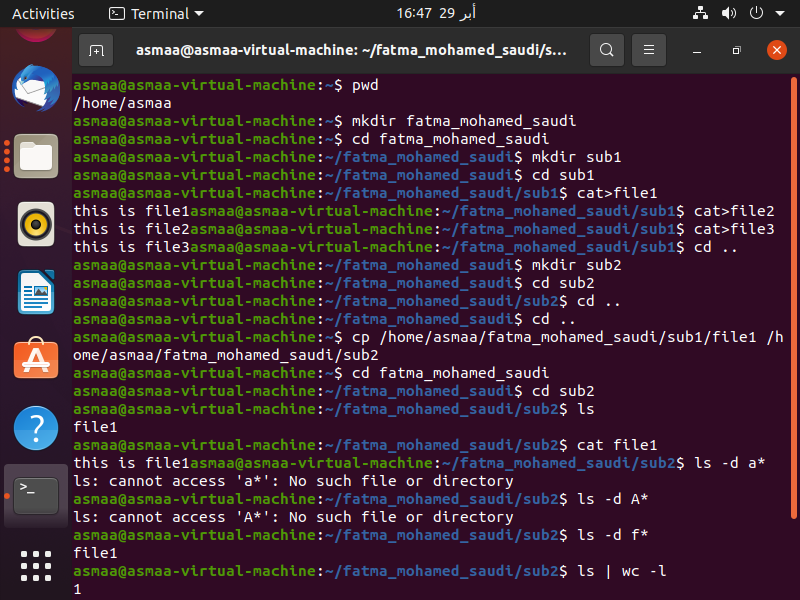 Activities
Terminal
16:47 29 أبر
asmaa@asmaa-virtual-machine: ~/fatma_mohamed_saudi/s...
asmaa@asmaa-virtual-machine:~$ pwd
/home/asmaa
asmaa@asmaa-virtual-machine:~$ mkdir fatma_mohamed_saudi
asmaa@asmaa-virtual-machine:~$ cd fatma_mohamed_saudi
asmaa@asmaa-virtual-machine:~/fatma_mohamed_saudi$ mkdir sub1
asmaa@asmaa-virtual-machine:~/fatma_mohamed_saudi$ cd sub1
asmaa@asmaa-virtual-machine:~/fatma_mohamed_saudi/sub1$ cat>file1
this is file1asmaa@asmaa-virtual-machine:~/fatma_mohamed_saudi/sub1$ cat>file2
this is file2asmaa@asmaa-virtual-machine:~/fatma_mohamed_saudi/sub1$ cat>file3
this is file3asmaa@asmaa-virtual-machine:~/fatma_mohamed_saudi/sub1$ cd ..
asmaa@asmaa-virtual-machine:~/fatma_mohamed_saudi$ mkdir sub2
asmaa@asmaa-virtual-machine:~/fatma_mohamed_saudi$ cd sub2
asmaa@asmaa-virtual-machine:~/fatma_mohamed_saudi/sub2$ cd ..
asmaa@asmaa-virtual-machine:~/fatma_mohamed_saudi$ cd ..
asmaa@asmaa-virtual-machine:~$ cp /home/asmaa/fatma_mohamed_saudi/sub1/file1 /h
ome/asmaa/fatma_mohamed_saudi/sub2
asmaa@asmaa-virtual-machine:~$ cd fatma_mohamed_saudi
asmaa@asmaa-virtual-machine:~/fatma_mohamed_saudi$ cd sub2
asmaa@asmaa-virtual-machine:~/fatma_mohamed_saudi/sub2$ ls
file1
asmaa@asmaa-virtual-machine:~/fatma_mohamed_saudi/sub2$ cat file1
this is file1asmaa@asmaa-virtual-machine:~/fatma_mohamed_saudi/sub2$ ls -d a*
ls: cannot access 'a*': No such file or directory
asmaa@asmaa-virtual-machine:~/fatma_mohamed_saudi/sub2$ ls -d A*
ls: cannot access 'A*': No such file or directory
asmaa@asmaa-virtual-machine:~/fatma_mohamed_saudi/sub2$ ls -d f*
file1
asmaa@asmaa-virtual-machine:~/fatma_mohamed_saudi/sub2$ ls | wc -l
1